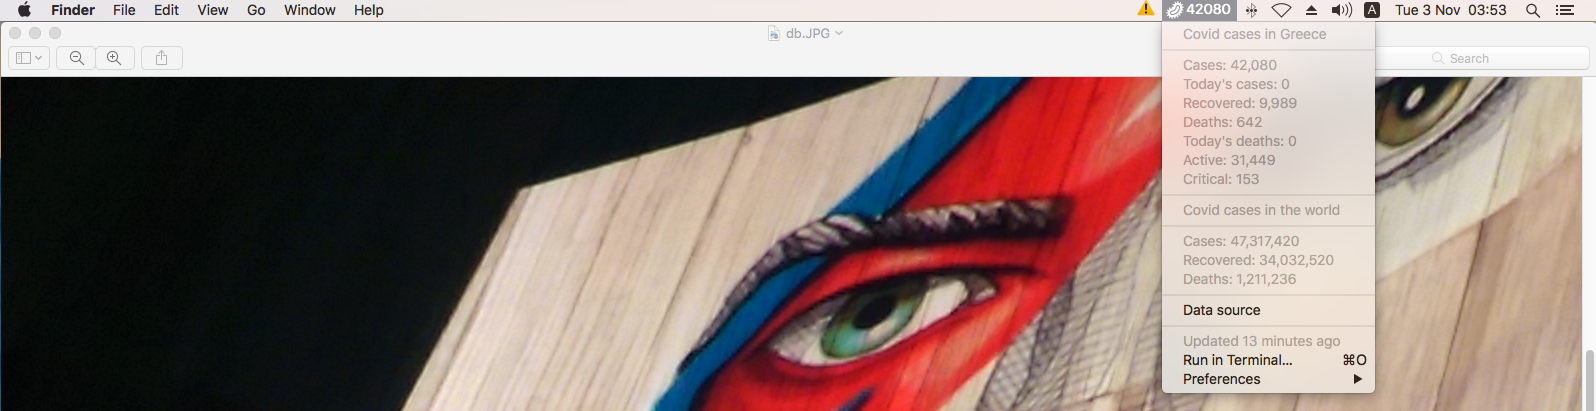 Finder File Edit View Go Window Help 42080 A Tue 3 Nov 03:53
db.JPG
Search
Covid cases in Greece
Cases: 42,080
Today's cases: 0
Recovered: 9,989
Deaths: 642
Today's deaths: 0
Active: 31,449
Critical: 153
Covid cases in the world
Cases: 47,317,420
Recovered: 34,032,520
Deaths: 1,211,236
Data source
Updated 13 minutes ago
Run in Terminal... ⌘O
Preferences